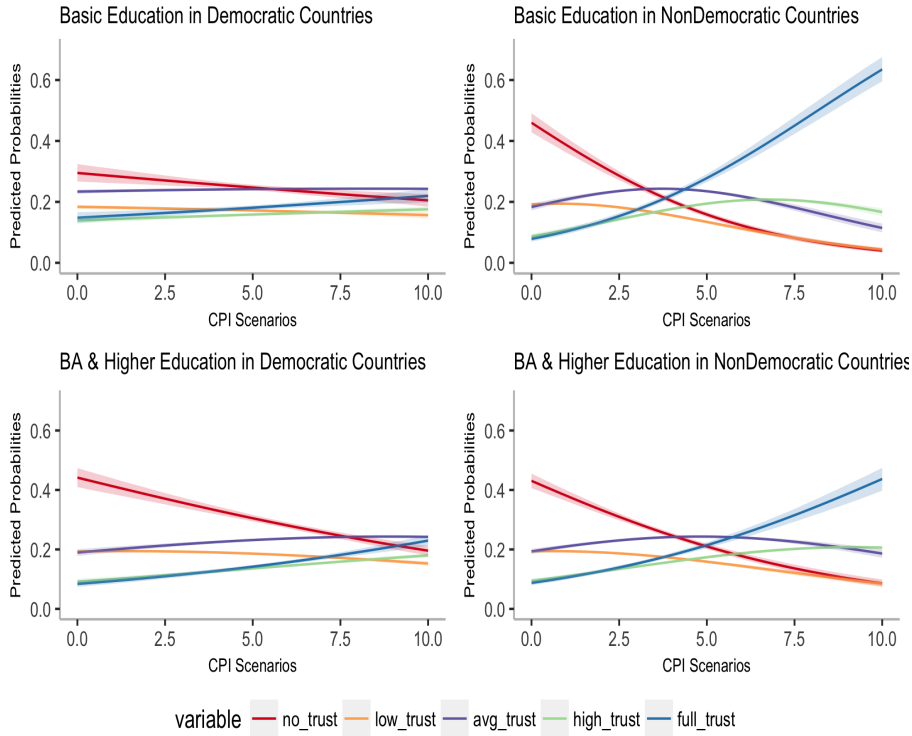 Basic Education in Democratic Countries
Predicted Probabilities
0.6
0.4
0.2
0.0
0.0 2.5 5.0 7.5 10.0
CPI Scenarios
Basic Education in NonDemocratic Countries
Predicted Probabilities
0.6
0.4
0.2
0.0
0.0 2.5 5.0 7.5 10.0
CPI Scenarios
BA & Higher Education in Democratic Countries
Predicted Probabilities
0.6
0.4
0.2
0.0
0.0 2.5 5.0 7.5 10.0
CPI Scenarios
BA & Higher Education in NonDemocratic Countries
Predicted Probabilities
0.6
0.4
0.2
0.0
0.0 2.5 5.0 7.5 10.0
CPI Scenarios
variable no_trust low_trust avg_trust high_trust full_trust